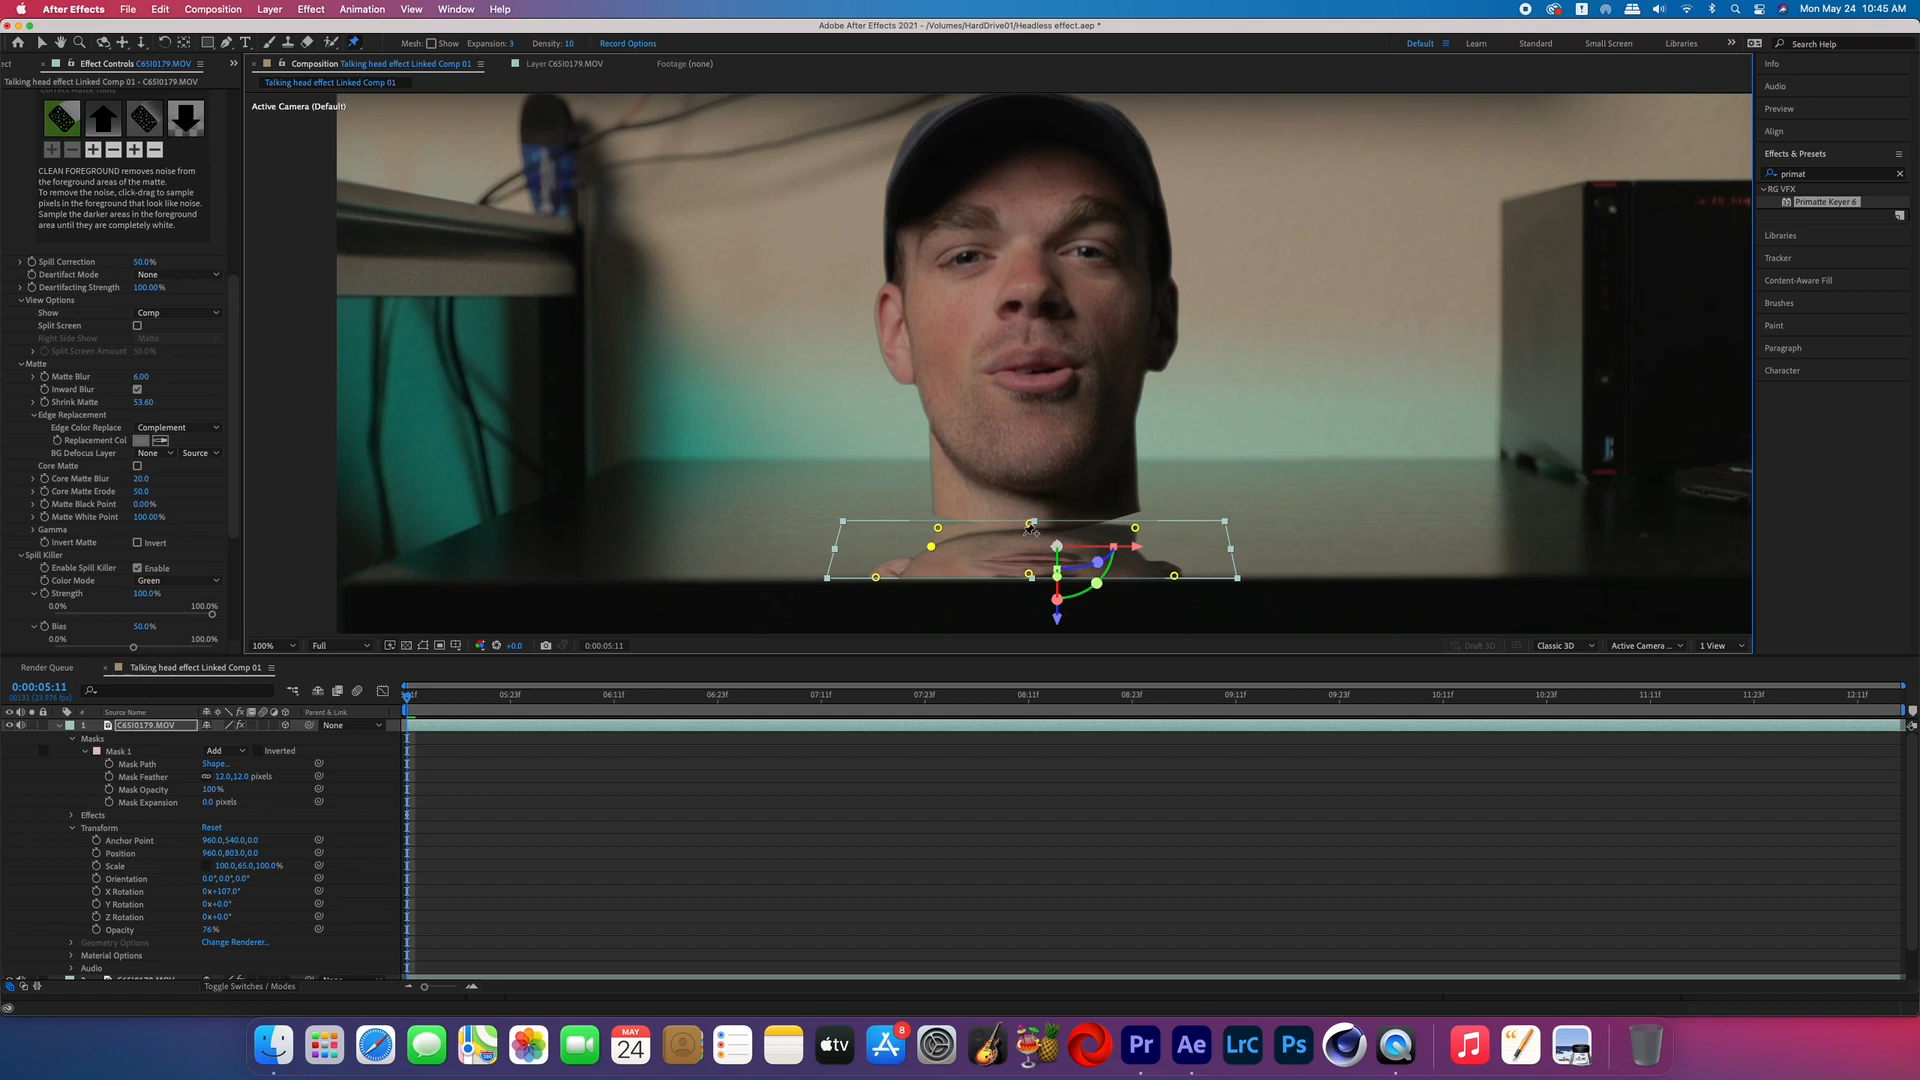 After Effects File Edit Composition Layer Effect Animation View Window Help Mon May 24 10:45 AM
Adobe After Effects 2021 - /Volumes/HardDrive01/Headless effect.aep *
Mesh: Show Expansion: 3 Density: 10 Record Options Default Learn Standard Small Screen Libraries Search Help
Effect Controls C6SI0179.MOV Composition Talking head effect Linked Comp 01 Layer C6SI0179.MOV Footage (none) Info
Talking head effect Linked Comp 01 • C6SI0179.MOV Talking head effect Linked Comp 01
Active Camera (Default)
Audio
Preview
Align
Effects & Presets
primat
RG VFX
Primatte Keyer 6
Libraries
Tracker
Content-Aware Fill
Brushes
Paint
Paragraph
Character
CLEAN FOREGROUND removes noise from
the foreground areas of the matte.
To remove the noise, click-drag to sample
pixels in the foreground that look like noise.
Sample the darker areas in the foreground
area until they are completely white.
Spill Correction 50.0%
Deartifact Mode None
Deartifacting Strength 100.00%
View Options
Show Comp
Split Screen
Right Side Show Matte
Split Screen Amount 50.0%
Matte
Matte Blur 6.00
Inward Blur
Shrink Matte 53.60
Edge Replacement
Edge Color Replace Complement
Replacement Col
BG Defocus Layer None Source
Core Matte
Core Matte Blur 20.0
Core Matte Erode 50.0
Matte Black Point 0.00%
Matte White Point 100.00%
Gamma
Invert Matte Invert
Spill Killer
Enable Spill Killer Enable
Color Mode Green
Strength 100.0%
0.0% 100.0%
Bias 50.0%
0.0% 100.0%
100% Full +0.0 0:00:05:11 Draft 3D Classic 3D Active Camera ... 1 View
Render Queue Talking head effect Linked Comp 01
0:00:05:11
00131 (23.976 fps)
05:23f 06:11f 06:23f 07:11f 07:23f 08:11f 08:23f 09:11f 09:23f 10:11f 10:23f 11:11f 11:23f 12:11f
# Source Name Parent & Link
1 C6SI0179.MOV None
Masks
Mask 1 Add Inverted
Mask Path Shape...
Mask Feather 12.0,12.0 pixels
Mask Opacity 100%
Mask Expansion 0.0 pixels
Effects
Transform Reset
Anchor Point 960.0,540.0,0.0
Position 960.0,803.0,0.0
Scale 100.0,65.0,100.0%
Orientation 0.0°,0.0°,0.0°
X Rotation 0x+107.0°
Y Rotation 0x+0.0°
Z Rotation 0x+0.0°
Opacity 76%
Geometry Options Change Renderer...
Material Options
Audio
Toggle Switches / Modes
MAY
24
tv
8
Pr Ae LrC Ps